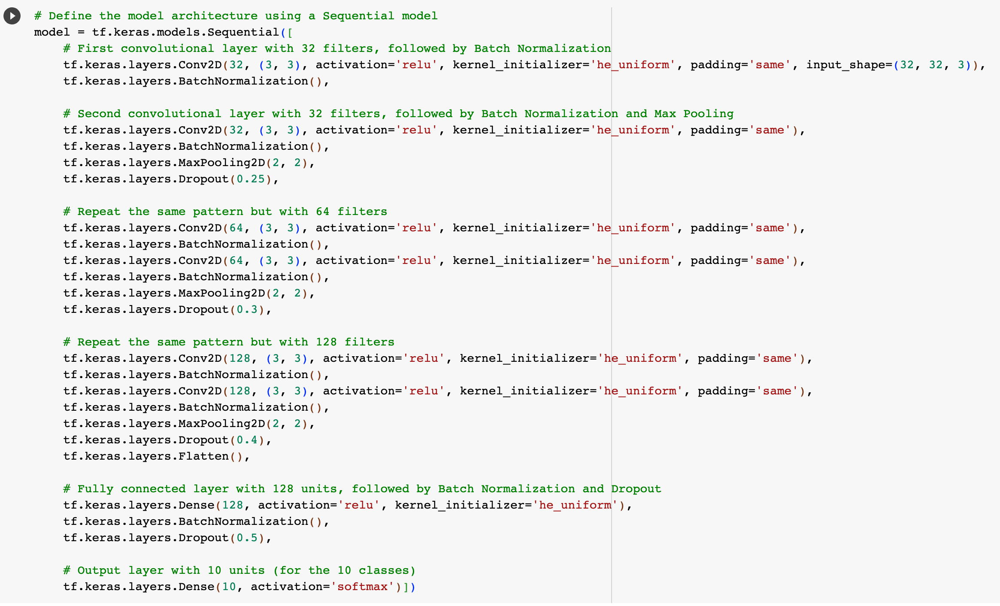 # Define the model architecture using a Sequential model
model = tf.keras.models.Sequential([
    # First convolutional layer with 32 filters, followed by Batch Normalization
    tf.keras.layers.Conv2D(32, (3, 3), activation='relu', kernel_initializer='he_uniform', padding='same', input_shape=(32, 32, 3)),
    tf.keras.layers.BatchNormalization(),

    # Second convolutional layer with 32 filters, followed by Batch Normalization and Max Pooling
    tf.keras.layers.Conv2D(32, (3, 3), activation='relu', kernel_initializer='he_uniform', padding='same'),
    tf.keras.layers.BatchNormalization(),
    tf.keras.layers.MaxPooling2D(2, 2),
    tf.keras.layers.Dropout(0.25),

    # Repeat the same pattern but with 64 filters
    tf.keras.layers.Conv2D(64, (3, 3), activation='relu', kernel_initializer='he_uniform', padding='same'),
    tf.keras.layers.BatchNormalization(),
    tf.keras.layers.Conv2D(64, (3, 3), activation='relu', kernel_initializer='he_uniform', padding='same'),
    tf.keras.layers.BatchNormalization(),
    tf.keras.layers.MaxPooling2D(2, 2),
    tf.keras.layers.Dropout(0.3),

    # Repeat the same pattern but with 128 filters
    tf.keras.layers.Conv2D(128, (3, 3), activation='relu', kernel_initializer='he_uniform', padding='same'),
    tf.keras.layers.BatchNormalization(),
    tf.keras.layers.Conv2D(128, (3, 3), activation='relu', kernel_initializer='he_uniform', padding='same'),
    tf.keras.layers.BatchNormalization(),
    tf.keras.layers.MaxPooling2D(2, 2),
    tf.keras.layers.Dropout(0.4),
    tf.keras.layers.Flatten(),

    # Fully connected layer with 128 units, followed by Batch Normalization and Dropout
    tf.keras.layers.Dense(128, activation='relu', kernel_initializer='he_uniform'),
    tf.keras.layers.BatchNormalization(),
    tf.keras.layers.Dropout(0.5),

    # Output layer with 10 units (for the 10 classes)
    tf.keras.layers.Dense(10, activation='softmax')])